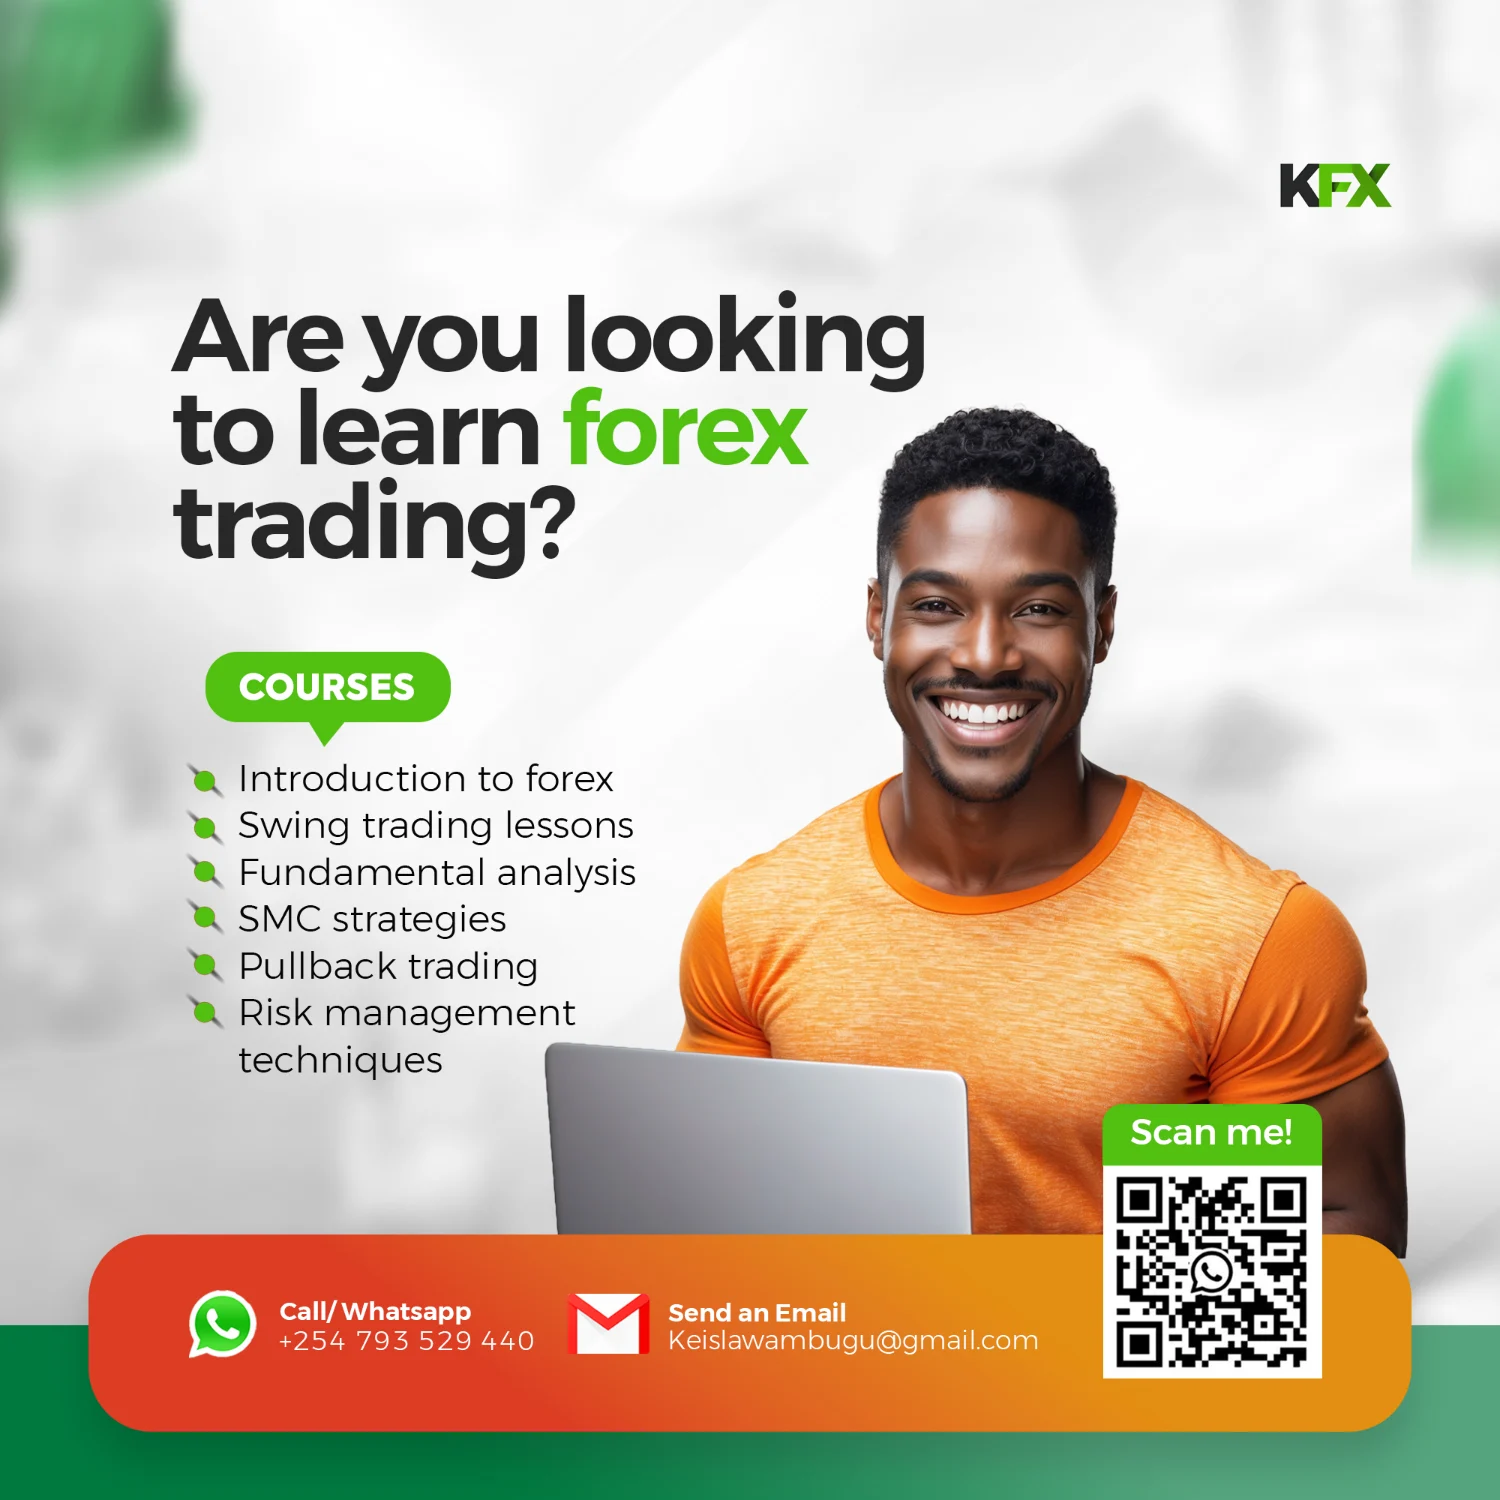 KFX
Are you looking
to learn forex
trading?
COURSES
Introduction to forex
Swing trading lessons
Fundamental analysis
SMC strategies
Pullback trading
Risk management
techniques
Scan me!
Call/Whatsapp
+254 793 529 440
Send an Email
Keislawambugu@gmail.com